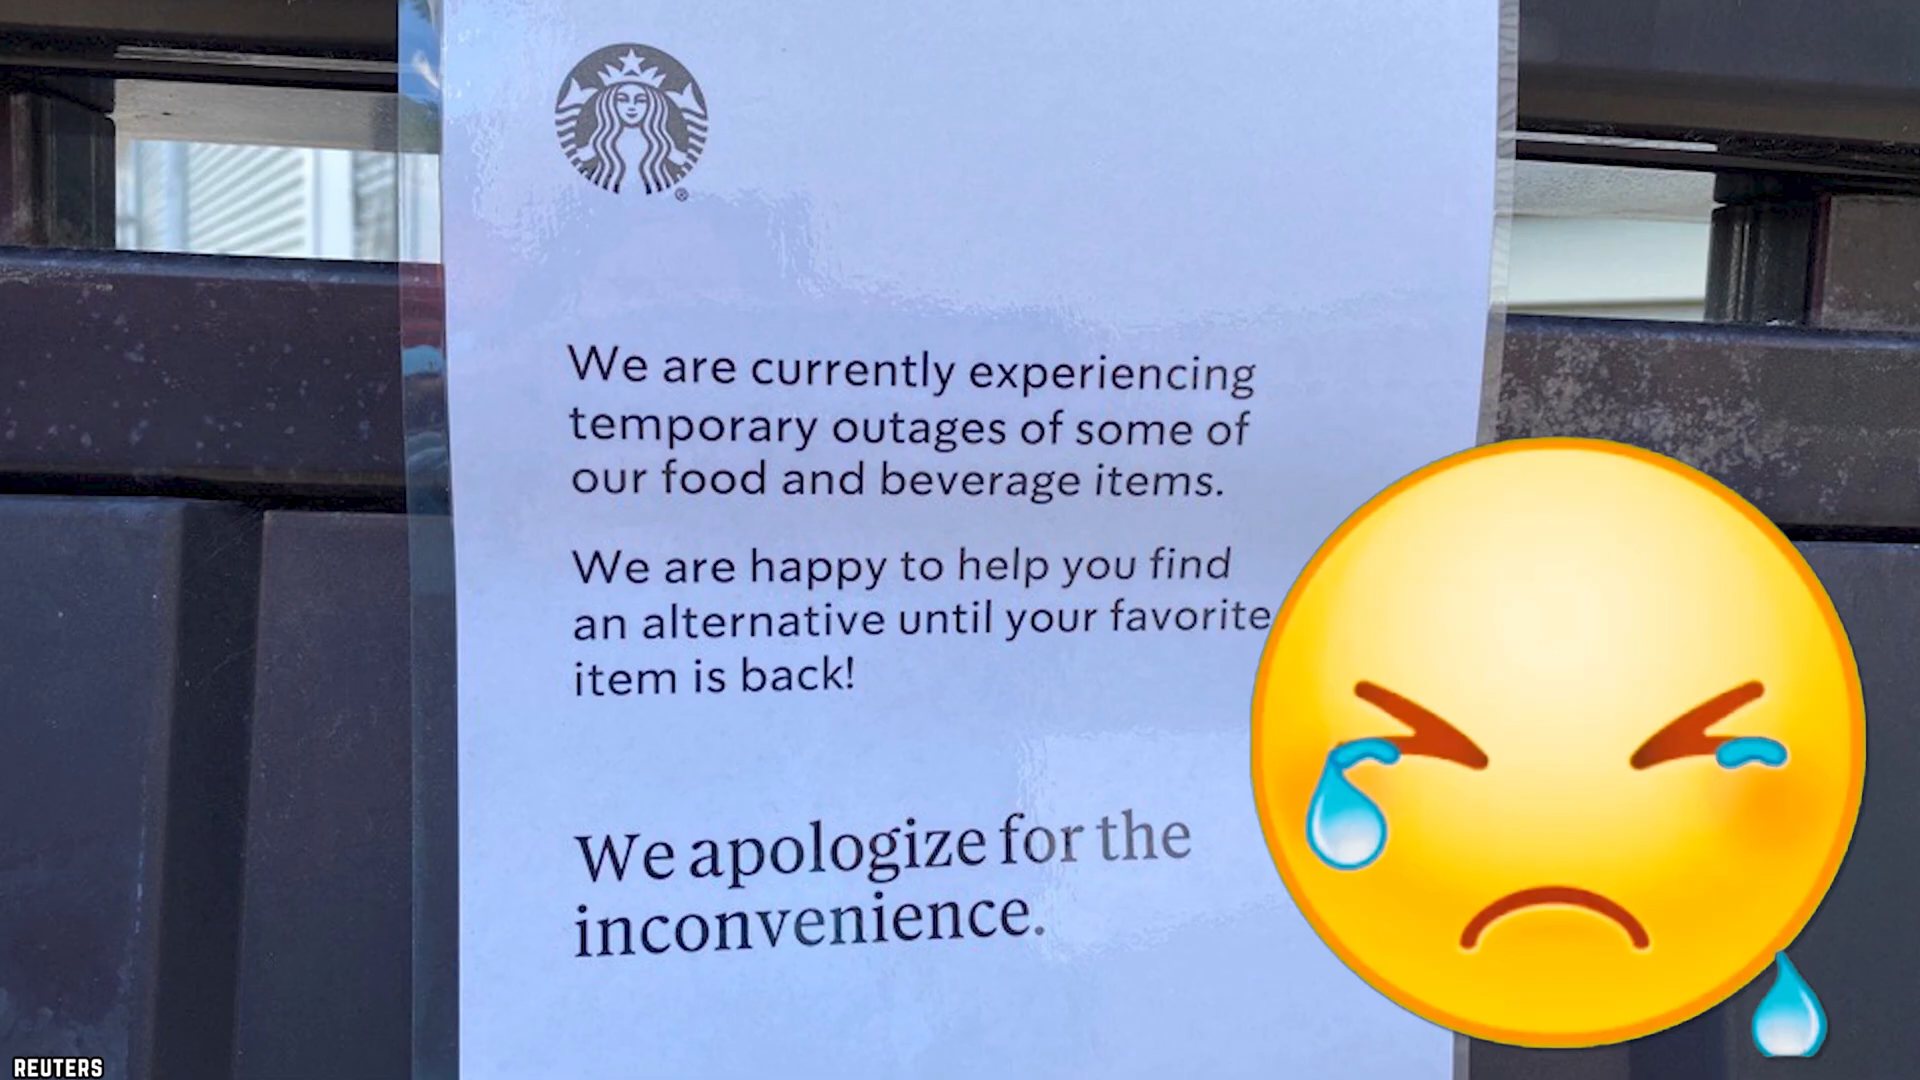 ®
We are currently experiencing
temporary outages of some of
our food and beverage items.
We are happy to help you find
an alternative until your favorite
item is back!
We apologize for the
inconvenience.
REUTERS